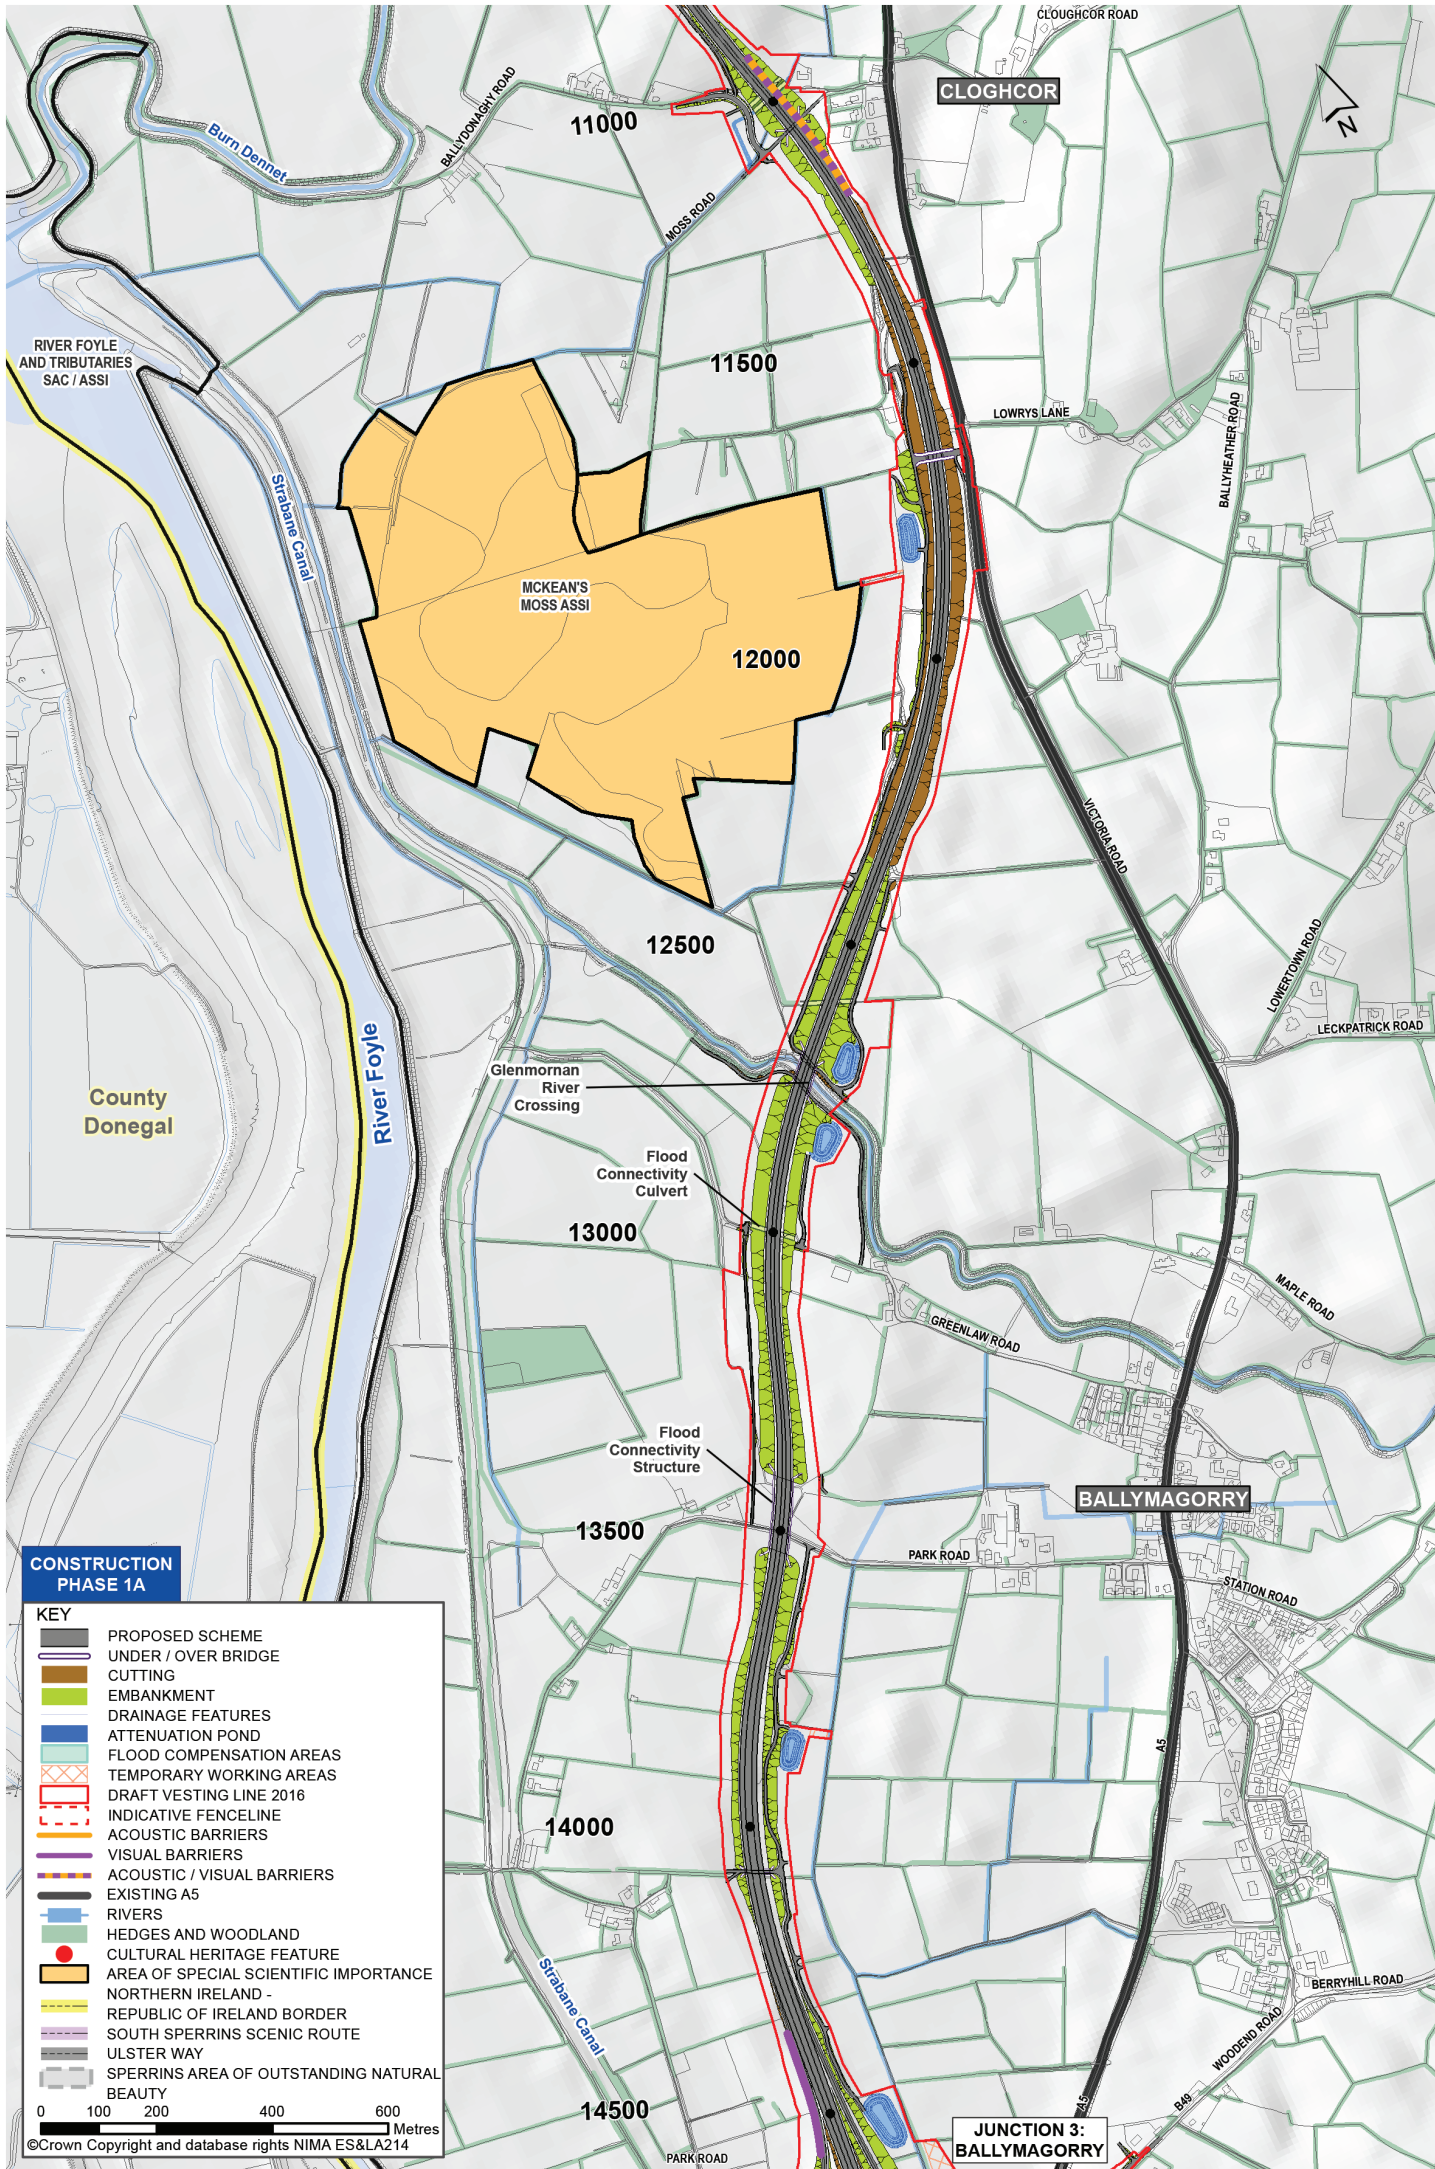 CLOUGHCOR ROAD
CLOGHCOR
N
BALLYDONAGHY ROAD
11000
Burn Dennet
MOSS ROAD
RIVER FOYLE
AND TRIBUTARIES
SAC / ASSI
11500
LOWRYS LANE
BALLYHEATHER ROAD
Strabane Canal
MCKEAN'S
MOSS ASSI
12000
VICTORIA ROAD
12500
LOWERTOWN ROAD
LECKPATRICK ROAD
River Foyle
County
Donegal
Glenmornan
River
Crossing
Flood
Connectivity
Culvert
13000
MAPLE ROAD
GREENLAW ROAD
Flood
Connectivity
Structure
BALLYMAGORRY
13500
PARK ROAD
STATION ROAD
A5
14000
Strabane Canal
BERRYHILL ROAD
WOODEND ROAD
B49
A5
14500
JUNCTION 3:
BALLYMAGORRY
PARK ROAD
CONSTRUCTION
PHASE 1A
KEY
PROPOSED SCHEME
UNDER / OVER BRIDGE
CUTTING
EMBANKMENT
DRAINAGE FEATURES
ATTENUATION POND
FLOOD COMPENSATION AREAS
TEMPORARY WORKING AREAS
DRAFT VESTING LINE 2016
INDICATIVE FENCELINE
ACOUSTIC BARRIERS
VISUAL BARRIERS
ACOUSTIC / VISUAL BARRIERS
EXISTING A5
RIVERS
HEDGES AND WOODLAND
CULTURAL HERITAGE FEATURE
AREA OF SPECIAL SCIENTIFIC IMPORTANCE
NORTHERN IRELAND -
REPUBLIC OF IRELAND BORDER
SOUTH SPERRINS SCENIC ROUTE
ULSTER WAY
SPERRINS AREA OF OUTSTANDING NATURAL
BEAUTY
0 100 200 400 600
Metres
©Crown Copyright and database rights NIMA ES&LA214